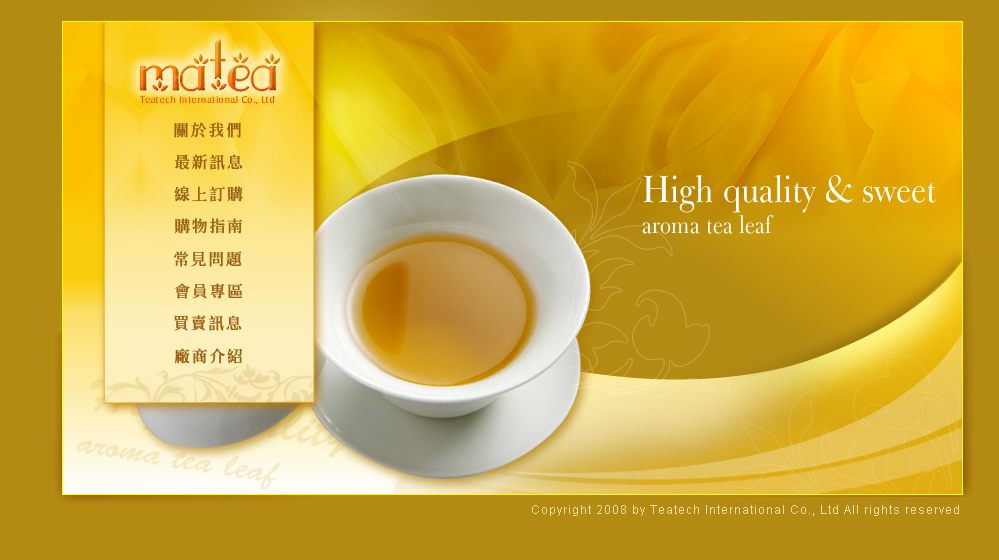 matea
Teatech International Co., Ltd
關於我們
最新訊息
線上訂購
購物指南
常見問題
會員專區
買賣訊息
廠商介紹
High quality & sweet
aroma tea leaf
aroma tea leaf
Copyright 2008 by Teatech International Co., Ltd All rights reserved